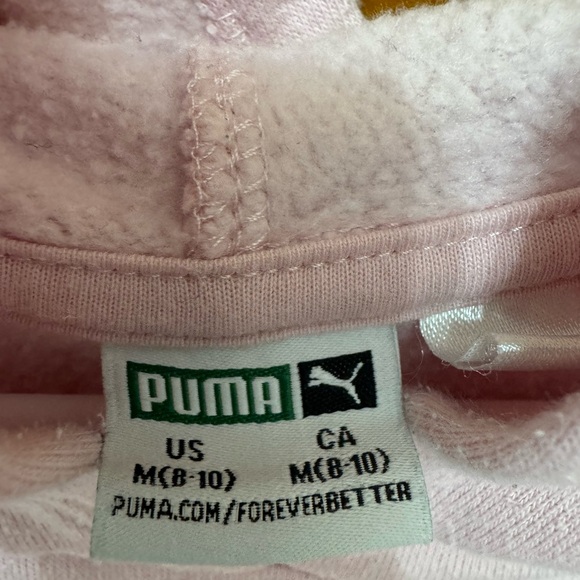 PUMA
US CA
M(8-10) M(8-10)
PUMA.COM/FOREVERBETTER